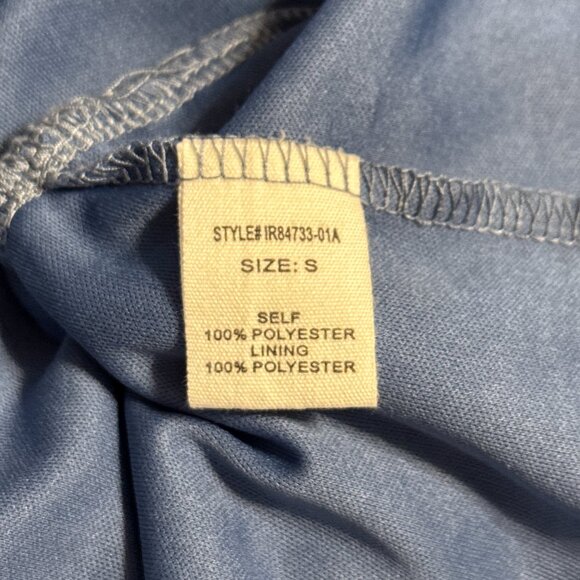 STYLE# IR84733-01A
SIZE: S
SELF
100% POLYESTER
LINING
100% POLYESTER